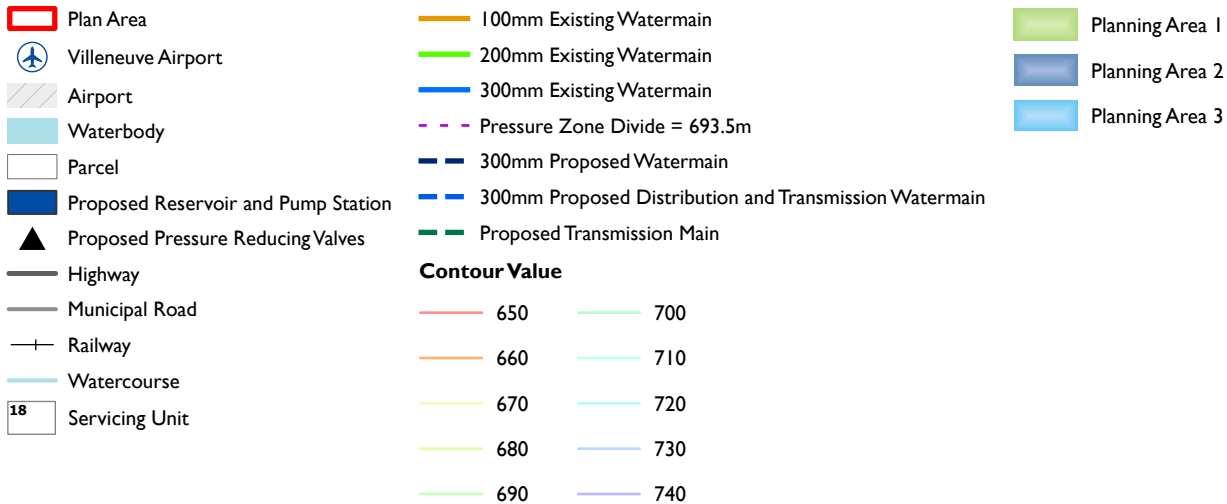 Plan Area
Villeneuve Airport
Airport
Waterbody
Parcel
Proposed Reservoir and Pump Station
Proposed Pressure Reducing Valves
Highway
Municipal Road
Railway
Watercourse
18 Servicing Unit
100mm Existing Watermain
200mm Existing Watermain
300mm Existing Watermain
Pressure Zone Divide = 693.5m
300mm Proposed Watermain
300mm Proposed Distribution and Transmission Watermain
Proposed Transmission Main
Contour Value
650
660
670
680
690
700
710
720
730
740
Planning Area 1
Planning Area 2
Planning Area 3